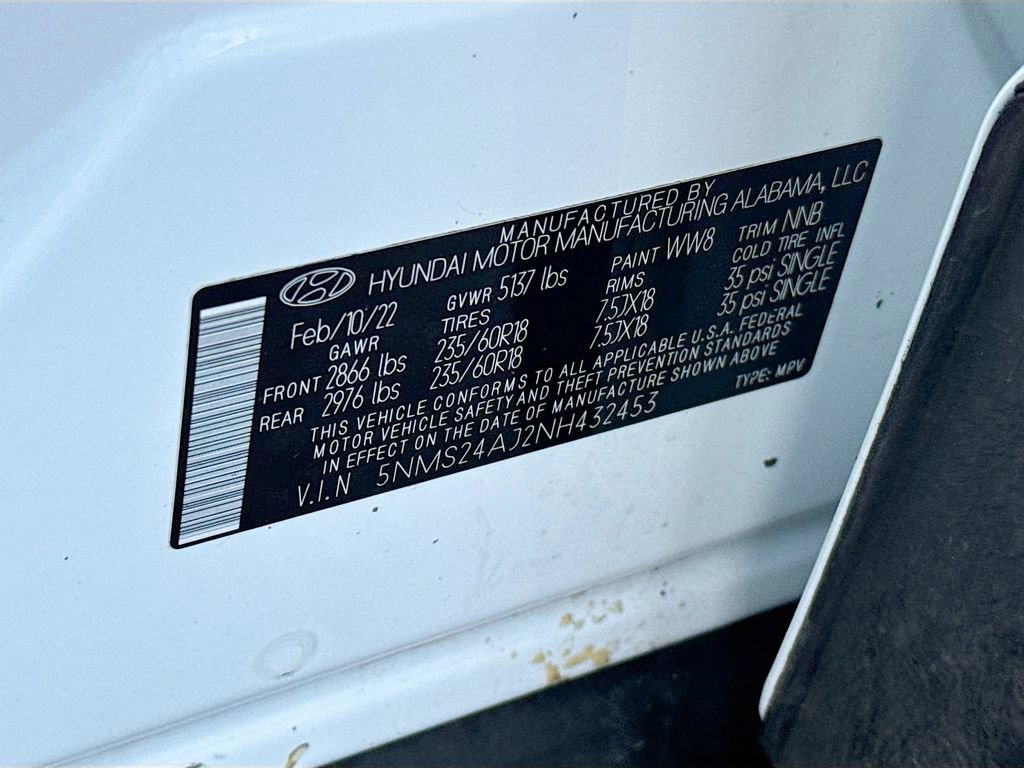 MANUFACTURED BY
HYUNDAI MOTOR MANUFACTURING ALABAMA, LLC
Feb/10/22 GVWR 5137 lbs PAINT WW8 TRIM NNB
GAWR TIRES RIMS COLD TIRE INFL
FRONT 2866 lbs 235/60R18 7.5JX18 35 psi SINGLE
REAR 2976 lbs 235/60R18 7.5JX18 35 psi SINGLE
THIS VEHICLE CONFORMS TO ALL APPLICABLE U.S.A. FEDERAL
MOTOR VEHICLE SAFETY AND THEFT PREVENTION STANDARDS
IN EFFECT ON THE DATE OF MANUFACTURE SHOWN ABOVE
V.I.N 5NMS24AJ2NH432453 TYPE: MPV